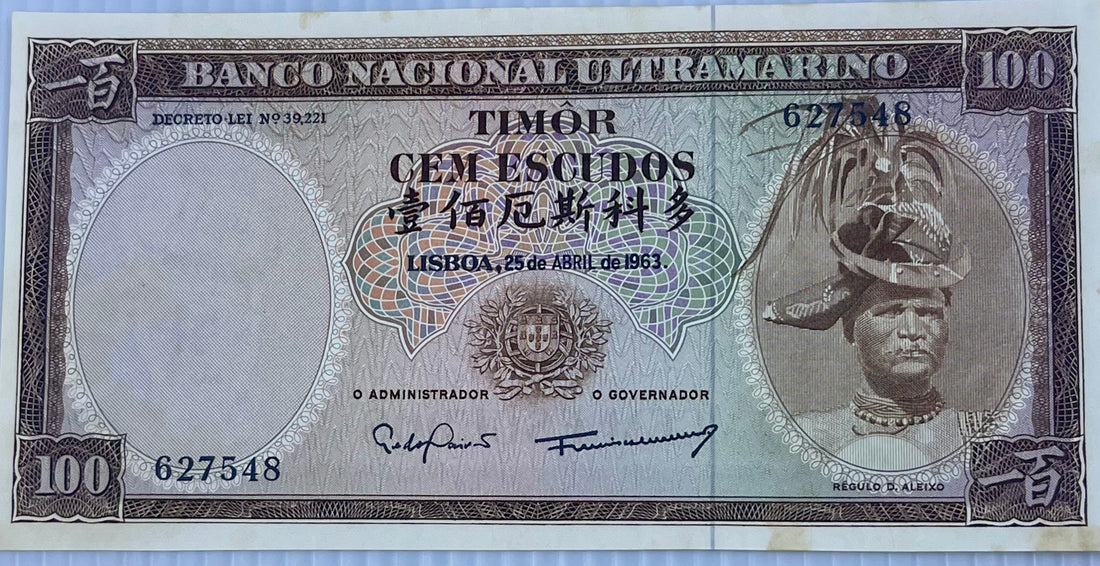 一百
BANCO NACIONAL ULTRAMARINO
100
DECRETO-LEI Nº 39,221
TIMÔR
627548
CEM ESCUDOS
壹佰厄斯科多
LISBOA, 25 de ABRIL de 1963.
O ADMINISTRADOR
O GOVERNADOR
100
627548
RÉGULO D. ALEIXO
一百